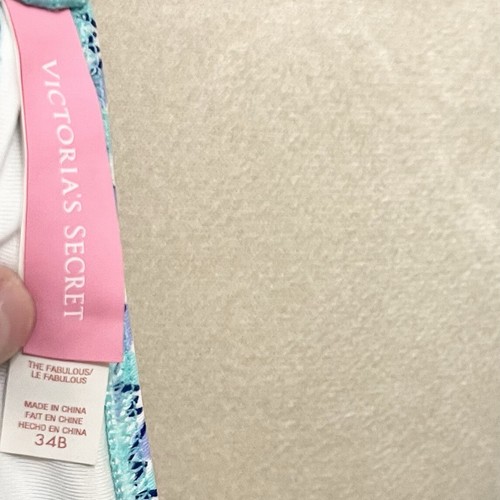 VICTORIA'S SECRET
THE FABULOUS/
LE FABULOUS
MADE IN CHINA
FAIT EN CHINE
HECHO EN CHINA
34B